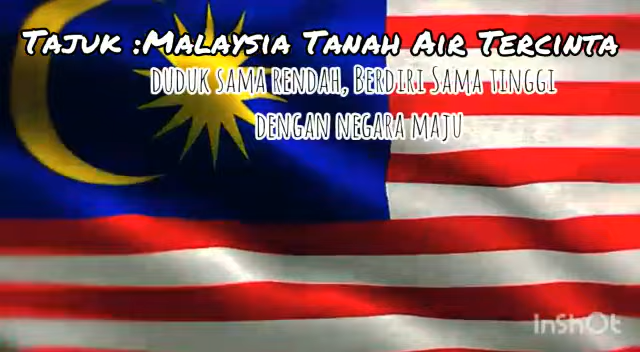 Tajuk :Malaysia Tanah Air Tercinta
duduk sama rendah, Berdiri Sama tinggi
dengan negara maju
InShOt